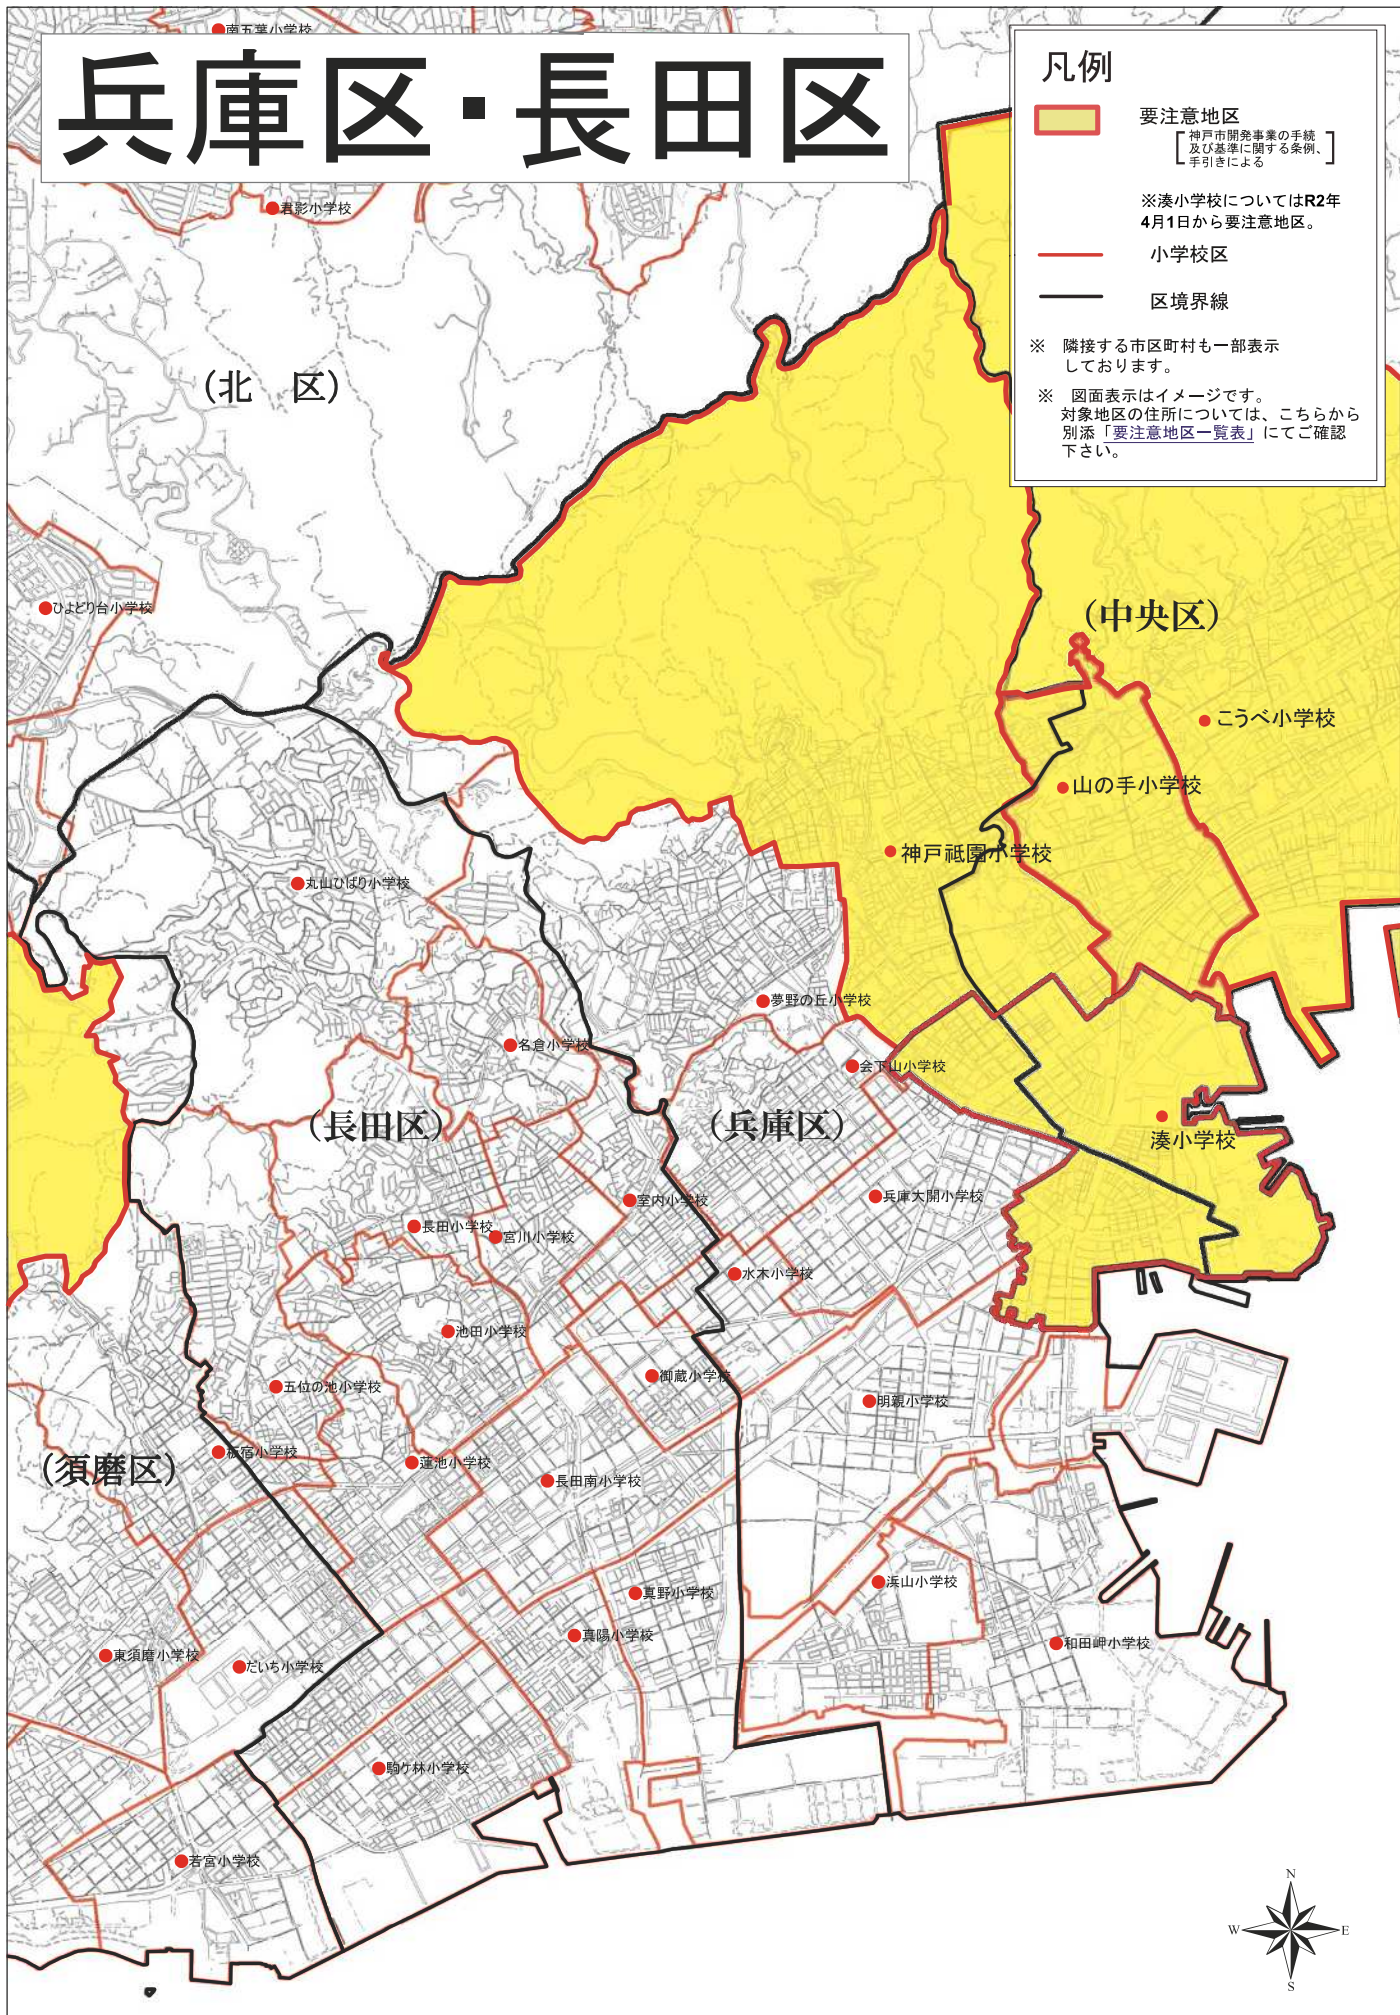 南五葉小学校
兵庫区・長田区
凡例
要注意地区
神戸市開発事業の手続
及び基準に関する条例、
手引きによる
※湊小学校についてはR2年
4月1日から要注意地区。
小学校区
区境界線
※ 隣接する市区町村も一部表示
しております。
※ 図面表示はイメージです。
対象地区の住所については、こちらから
別添「要注意地区一覧表」にてご確認
下さい。
君影小学校
(北 区)
ひよどり台小学校
(中央区)
こうべ小学校
山の手小学校
神戸祇園小学校
丸山ひばり小学校
夢野の丘小学校
名倉小学校
会下山小学校
(長田区)
(兵庫区)
湊小学校
室内小学校
兵庫大開小学校
長田小学校
宮川小学校
水木小学校
池田小学校
五位の池小学校
御蔵小学校
明親小学校
(須磨区)
板宿小学校
蓮池小学校
長田南小学校
浜山小学校
真野小学校
真陽小学校
和田岬小学校
東須磨小学校
だいち小学校
駒ケ林小学校
若宮小学校
N
W
E
S